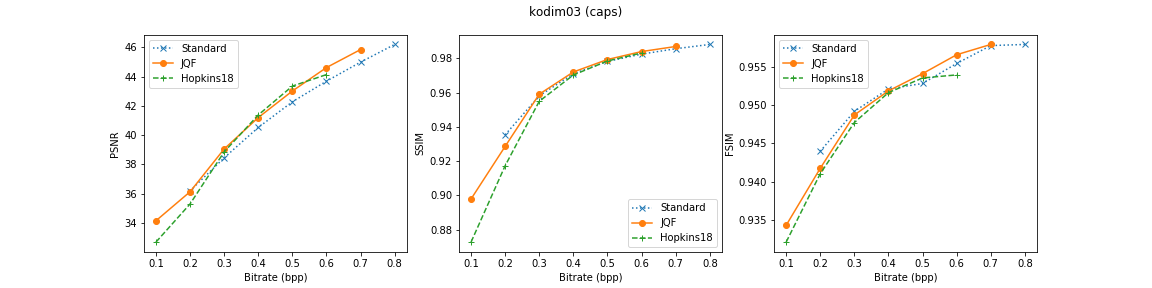 kodim03 (caps)
46
44
42
40
38
36
34
PSNR
0.1 0.2 0.3 0.4 0.5 0.6 0.7 0.8
Bitrate (bpp)
Standard
JQF
Hopkins18
0.98
0.96
0.94
0.92
0.90
0.88
SSIM
0.1 0.2 0.3 0.4 0.5 0.6 0.7 0.8
Bitrate (bpp)
Standard
JQF
Hopkins18
0.955
0.950
0.945
0.940
0.935
FSIM
0.1 0.2 0.3 0.4 0.5 0.6 0.7 0.8
Bitrate (bpp)
Standard
JQF
Hopkins18